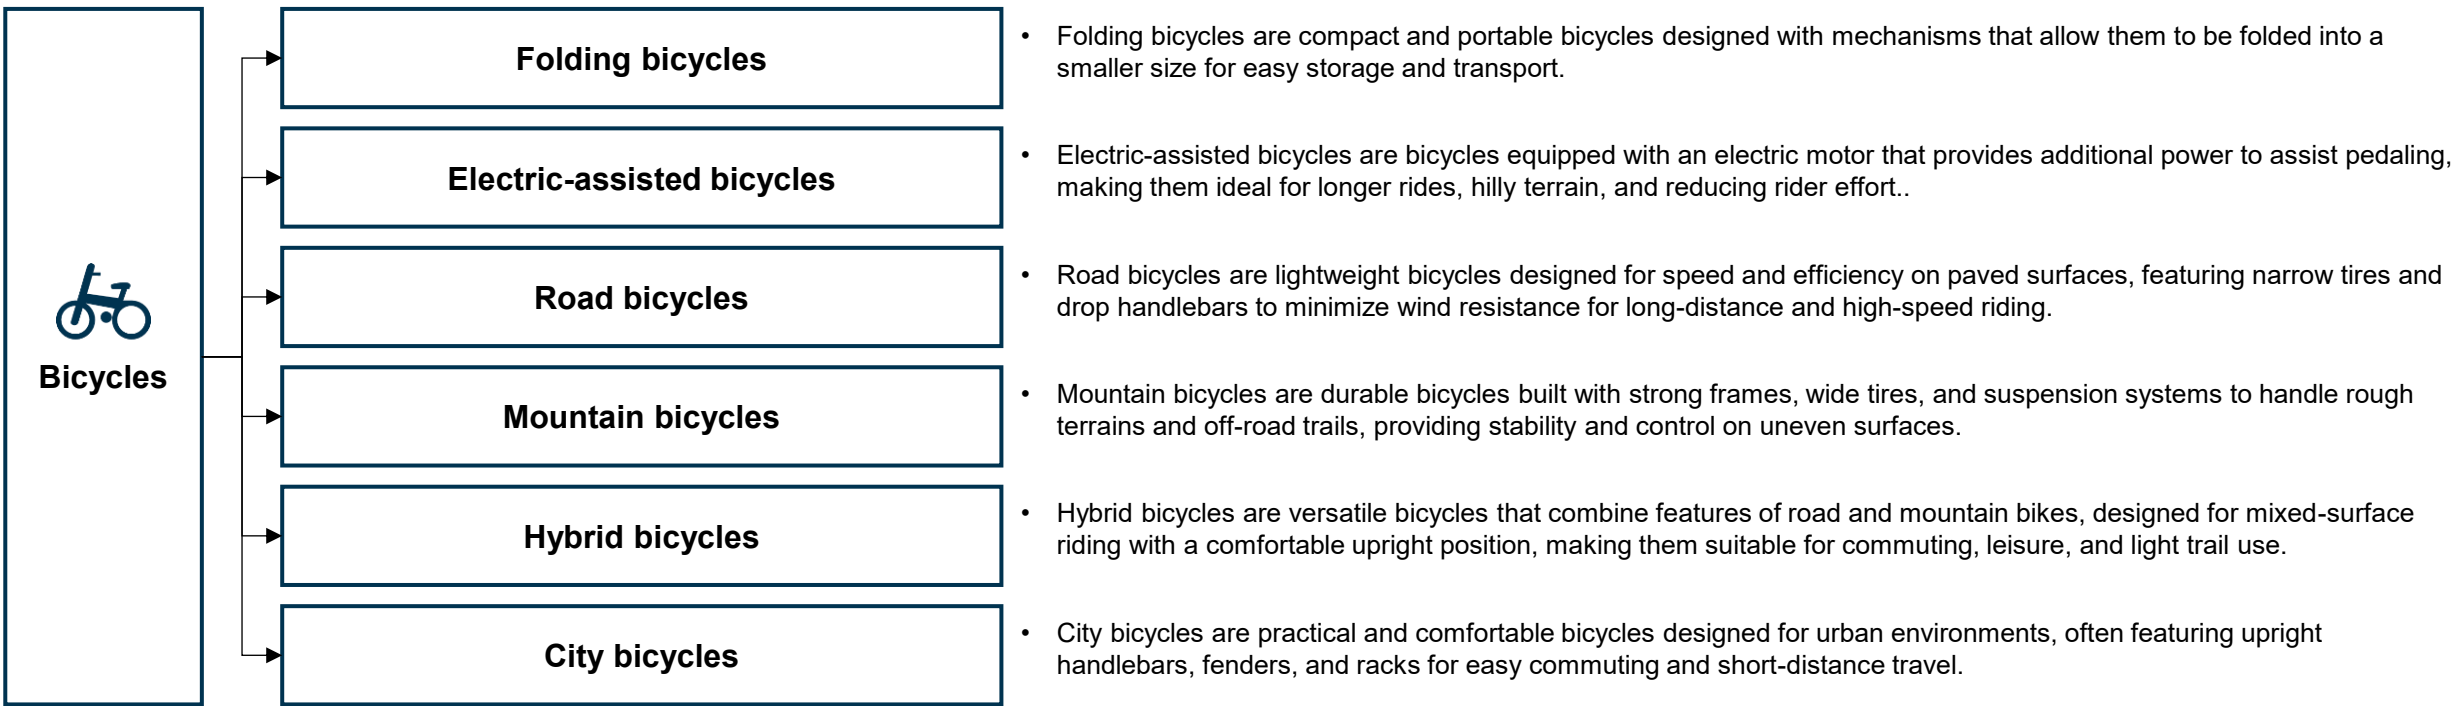 Bicycles
Folding bicycles
• Folding bicycles are compact and portable bicycles designed with mechanisms that allow them to be folded into a
smaller size for easy storage and transport.
Electric-assisted bicycles
• Electric-assisted bicycles are bicycles equipped with an electric motor that provides additional power to assist pedaling,
making them ideal for longer rides, hilly terrain, and reducing rider effort..
Road bicycles
• Road bicycles are lightweight bicycles designed for speed and efficiency on paved surfaces, featuring narrow tires and
drop handlebars to minimize wind resistance for long-distance and high-speed riding.
Mountain bicycles
• Mountain bicycles are durable bicycles built with strong frames, wide tires, and suspension systems to handle rough
terrains and off-road trails, providing stability and control on uneven surfaces.
Hybrid bicycles
• Hybrid bicycles are versatile bicycles that combine features of road and mountain bikes, designed for mixed-surface
riding with a comfortable upright position, making them suitable for commuting, leisure, and light trail use.
City bicycles
• City bicycles are practical and comfortable bicycles designed for urban environments, often featuring upright
handlebars, fenders, and racks for easy commuting and short-distance travel.